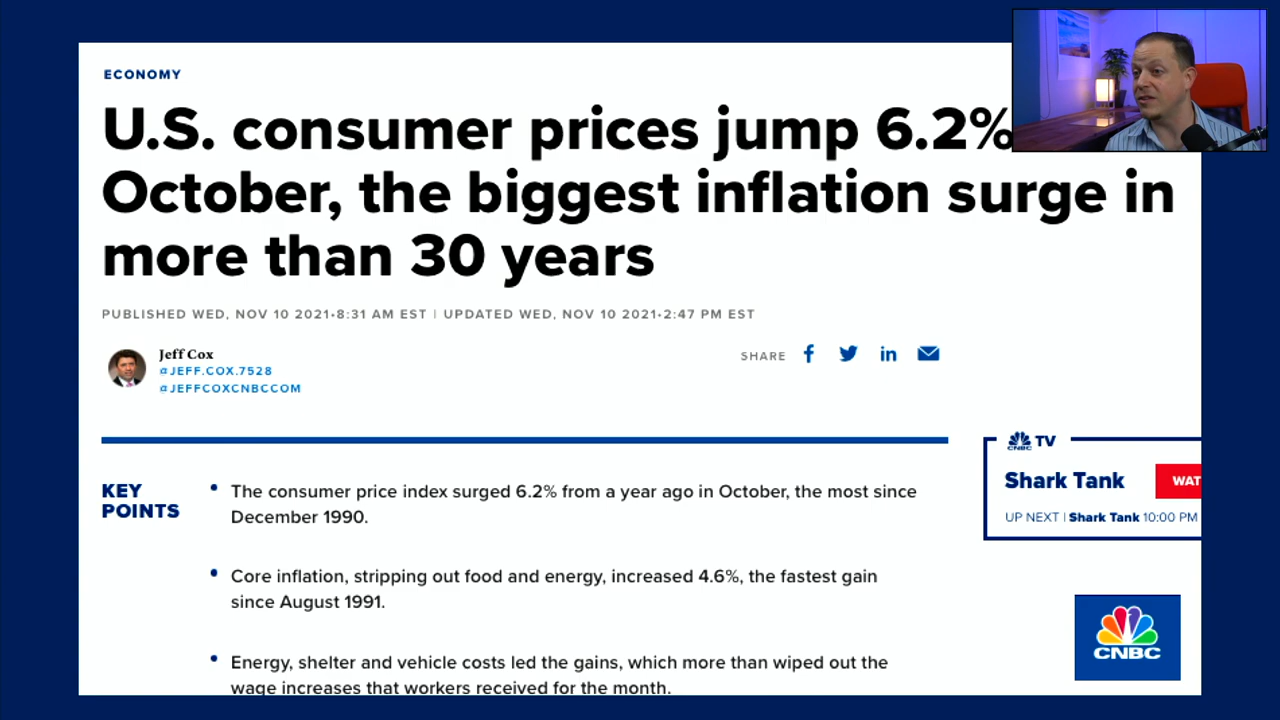 ECONOMY
U.S. consumer prices jump 6.2%
October, the biggest inflation surge in
more than 30 years
PUBLISHED WED, NOV 10 2021•8:31 AM EST | UPDATED WED, NOV 10 2021•2:47 PM EST
Jeff Cox
@JEFF.COX.7528
@JEFFCOXCNBCCOM
SHARE
KEY
POINTS
• The consumer price index surged 6.2% from a year ago in October, the most since
December 1990.
• Core inflation, stripping out food and energy, increased 4.6%, the fastest gain
since August 1991.
• Energy, shelter and vehicle costs led the gains, which more than wiped out the
wage increases that workers received for the month.
CNBC TV
Shark Tank
WAT
UP NEXT | Shark Tank 10:00 PM
CNBC